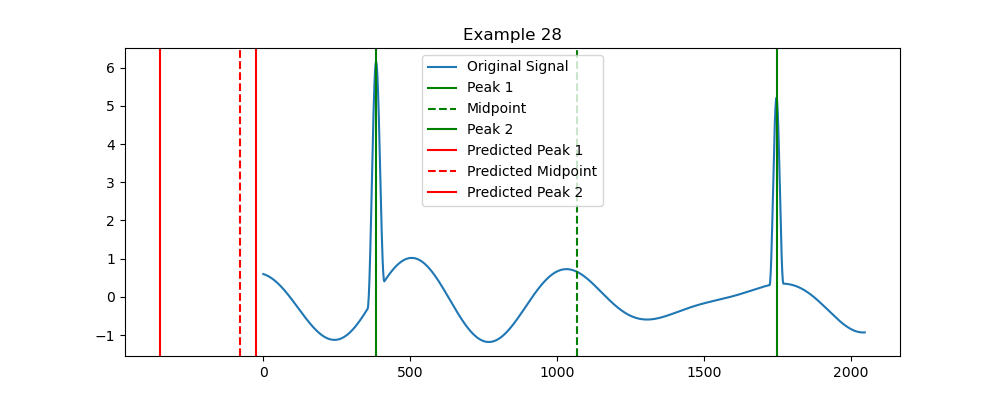 Example 28
Original Signal
Peak 1
Midpoint
Peak 2
Predicted Peak 1
Predicted Midpoint
Predicted Peak 2
6
5
4
3
2
1
0
−1
0 500 1000 1500 2000